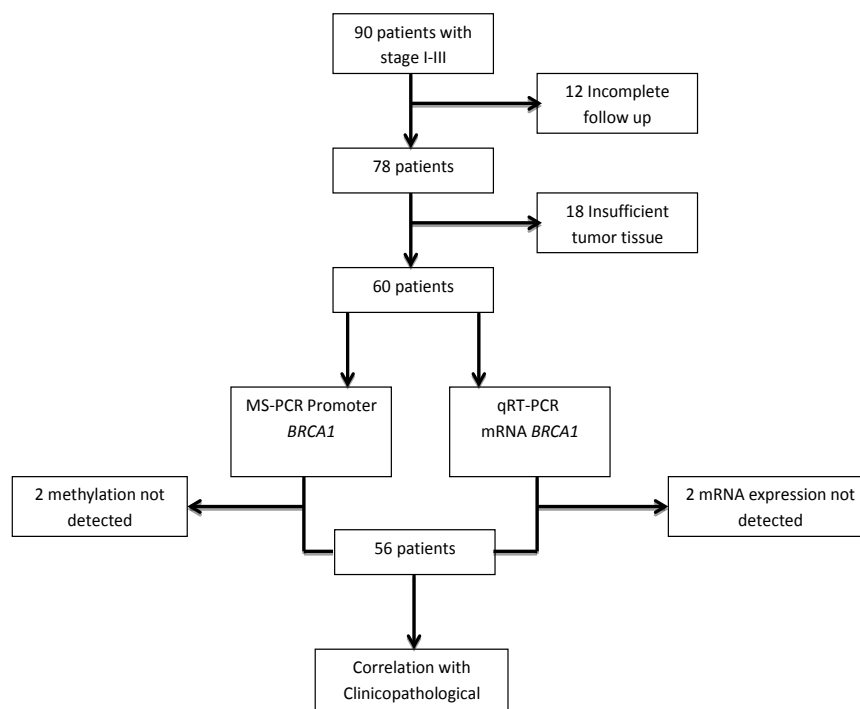 90 patients with
stage I-III
12 Incomplete
follow up
78 patients
18 Insufficient
tumor tissue
60 patients
MS-PCR Promoter
BRCA1
qRT-PCR
mRNA BRCA1
2 methylation not
detected
2 mRNA expression not
detected
56 patients
Correlation with
Clinicopathological